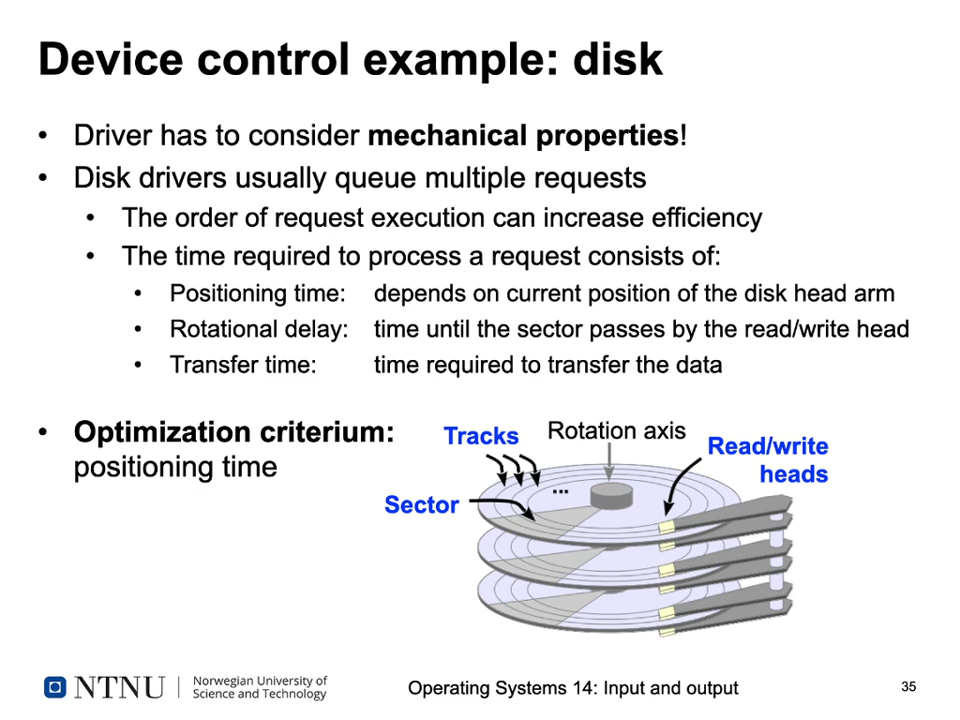 Device control example: disk
• Driver has to consider mechanical properties!
• Disk drivers usually queue multiple requests
• The order of request execution can increase efficiency
• The time required to process a request consists of:
• Positioning time: depends on current position of the disk head arm
• Rotational delay: time until the sector passes by the read/write head
• Transfer time: time required to transfer the data
• Optimization criterium:
positioning time
Tracks
Rotation axis
Read/write
heads
Sector
...
NTNU
Norwegian University of
Science and Technology
Operating Systems 14: Input and output
35